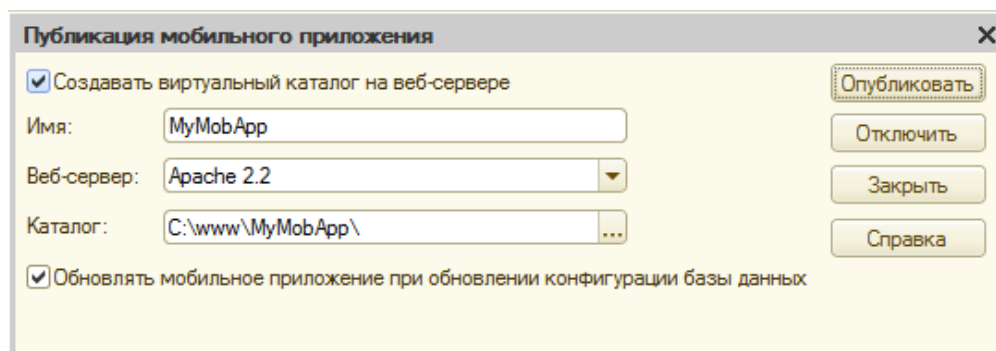 Публикация мобильного приложения
Создавать виртуальный каталог на веб-сервере
Опубликовать
Имя: MyMobApp
Отключить
Веб-сервер: Apache 2.2
Закрыть
Каталог: C:\www\MyMobApp\ ...
Справка
Обновлять мобильное приложение при обновлении конфигурации базы данных